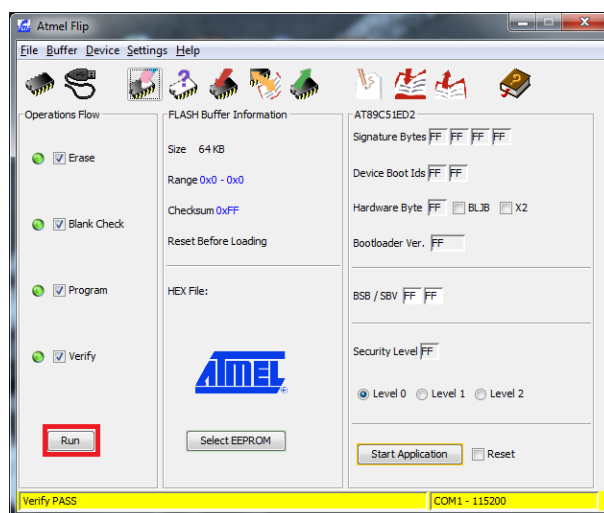 Atmel Flip
File Buffer Device Settings Help
Operations Flow
Erase
Blank Check
Program
Verify
Run
FLASH Buffer Information
Size 64 KB
Range 0x0 - 0x0
Checksum 0xFF
Reset Before Loading
HEX File:
ATMEL
Select EEPROM
AT89C51ED2
Signature Bytes FF FF FF FF
Device Boot Ids FF FF
Hardware Byte FF BLJB X2
Bootloader Ver. FF
BSB / SBV FF FF
Security Level FF
Level 0 Level 1 Level 2
Start Application Reset
Verify PASS
COM1 - 115200